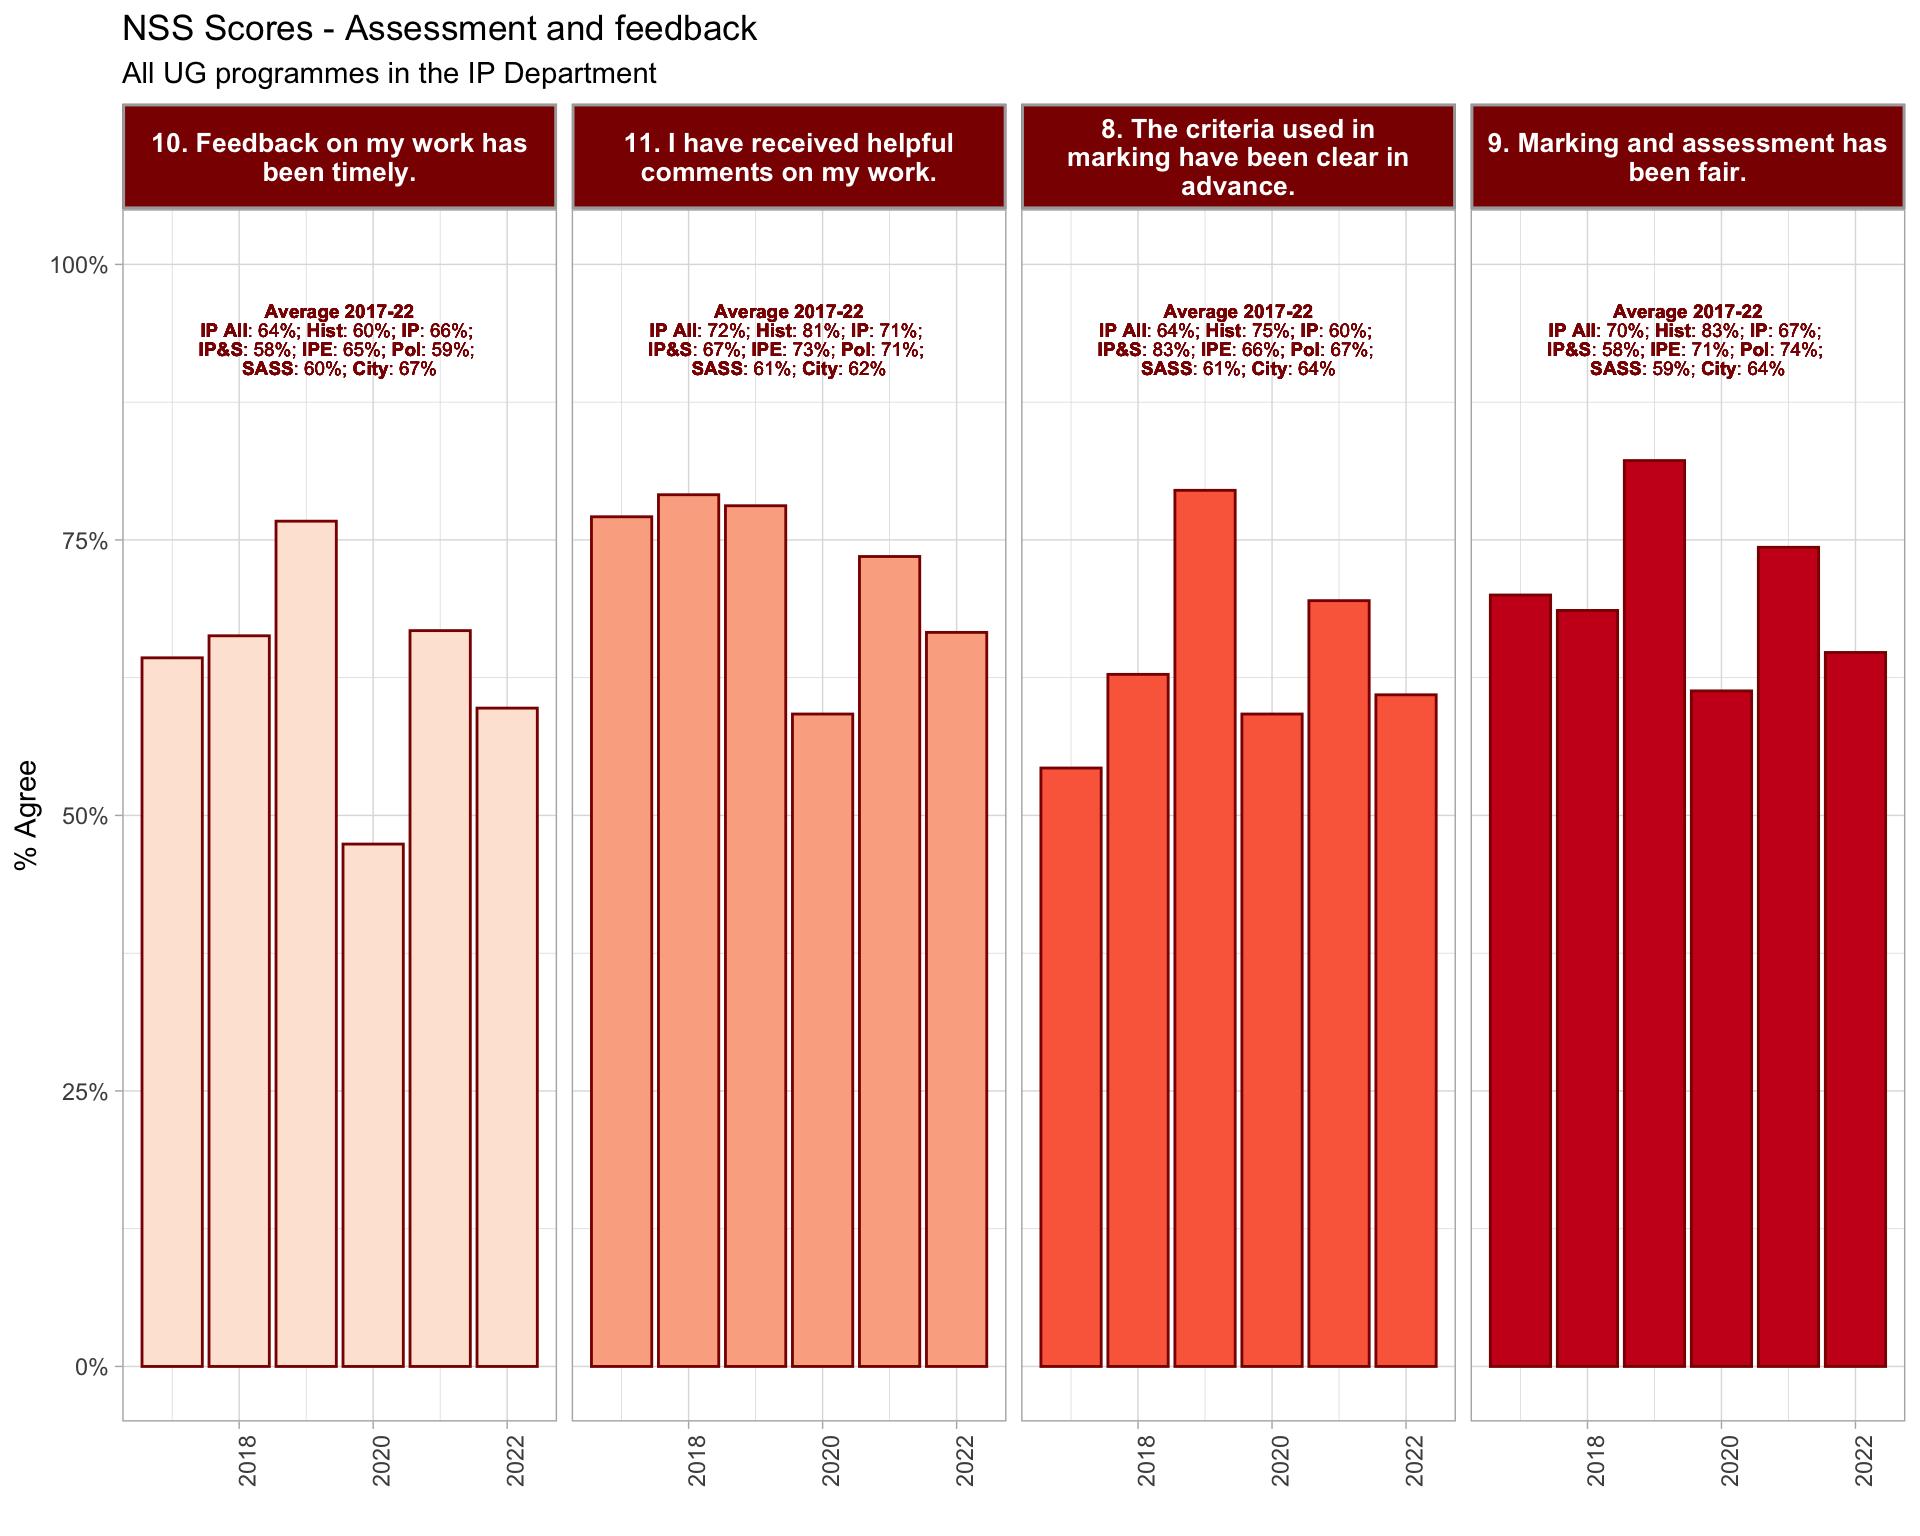 NSS Scores - Assessment and feedback
All UG programmes in the IP Department
10. Feedback on my work has
been timely.
11. I have received helpful
comments on my work.
8. The criteria used in
marking have been clear in
advance.
9. Marking and assessment has
been fair.
% Agree
100%
75%
50%
25%
0%
Average 2017-22
IP All: 64%; Hist: 60%; IP: 66%;
IP&S: 58%; IPE: 65%; Pol: 59%;
SASS: 60%; City: 67%
Average 2017-22
IP All: 72%; Hist: 81%; IP: 71%;
IP&S: 67%; IPE: 73%; Pol: 71%;
SASS: 61%; City: 62%
Average 2017-22
IP All: 64%; Hist: 75%; IP: 60%;
IP&S: 83%; IPE: 66%; Pol: 67%;
SASS: 61%; City: 64%
Average 2017-22
IP All: 70%; Hist: 83%; IP: 67%;
IP&S: 58%; IPE: 71%; Pol: 74%;
SASS: 59%; City: 64%
2018
2020
2022
2018
2020
2022
2018
2020
2022
2018
2020
2022